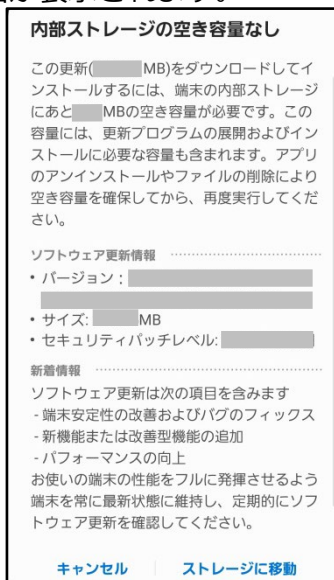 内部ストレージの空き容量なし
この更新( MB)をダウンロードしてイ
ンストールするには、端末の内部ストレージ
にあと MBの空き容量が必要です。この
容量には、更新プログラムの展開およびイン
ストールに必要な容量も含まれます。アプリ
のアンインストールやファイルの削除により
空き容量を確保してから、再度実行してくだ
さい。
ソフトウェア更新情報
・バージョン：
・サイズ: MB
・セキュリティパッチレベル:
新着情報
ソフトウェア更新は次の項目を含みます
- 端末安定性の改善およびバグのフィックス
- 新機能または改善型機能の追加
- パフォーマンスの向上
お使いの端末の性能をフルに発揮させるよう
端末を常に最新状態に維持し、定期的にソフ
トウェア更新を確認してください。
キャンセル ストレージに移動